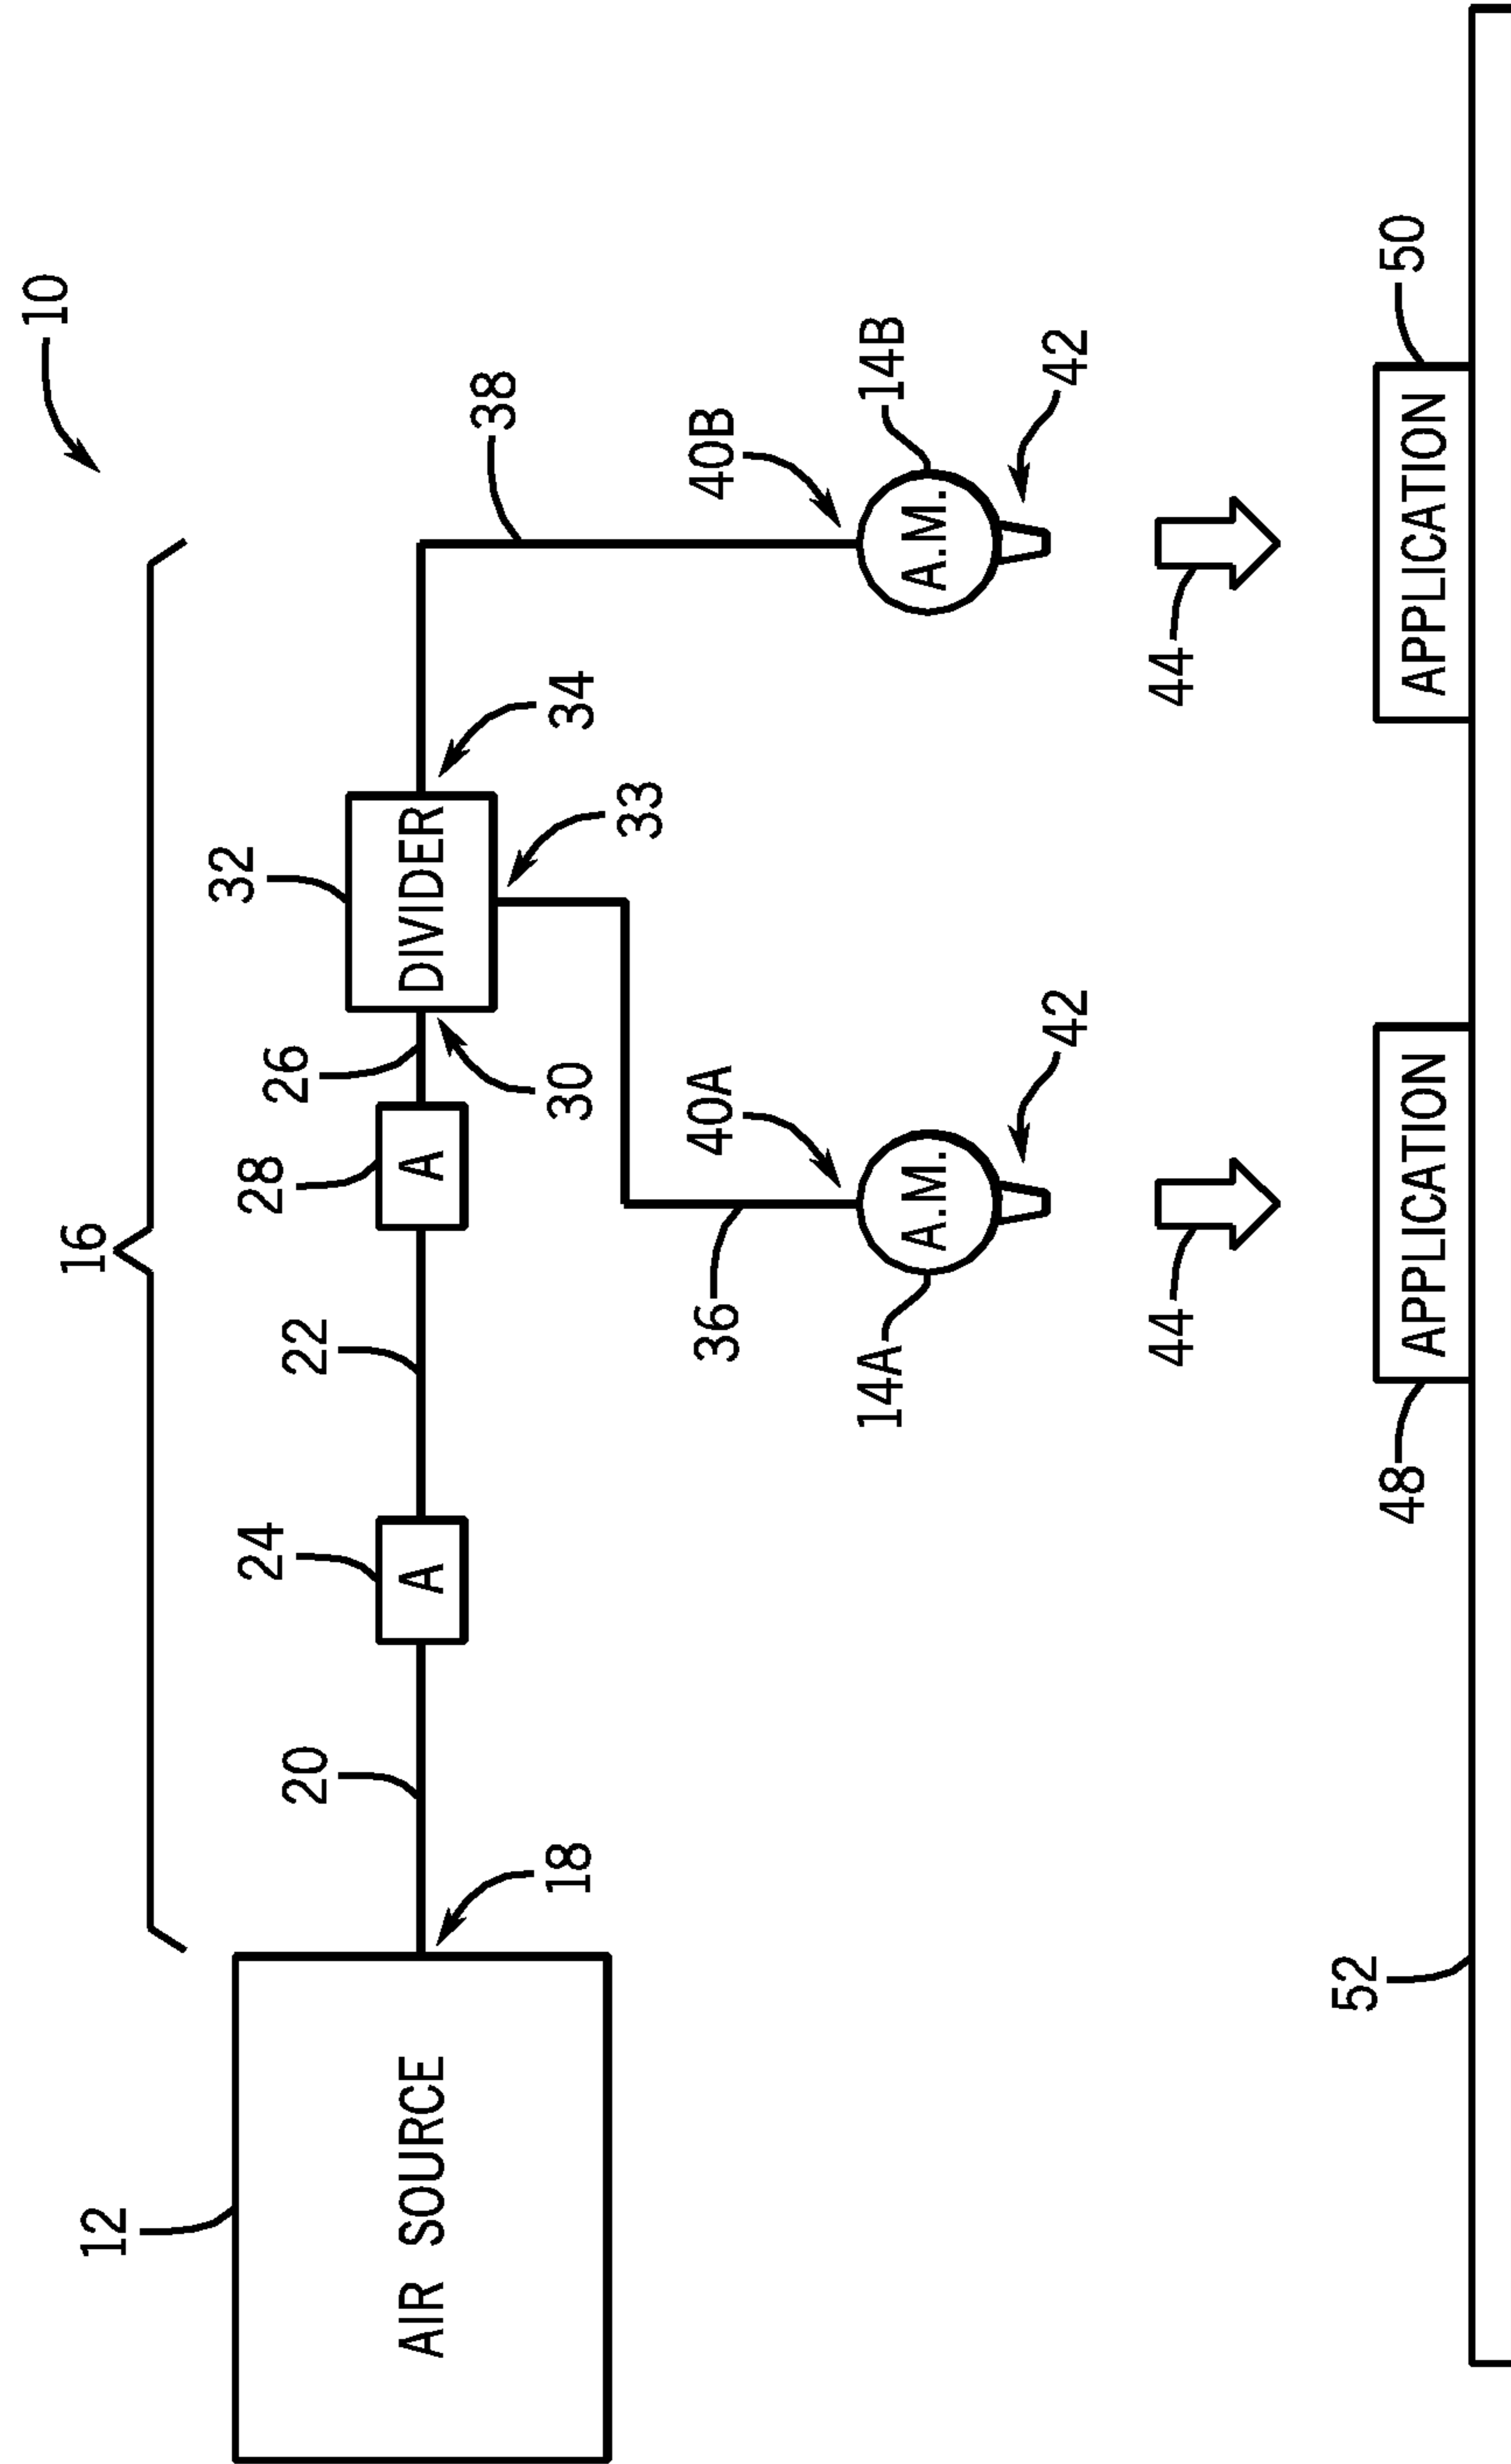 10
16
12
20
24
22
28
26
32
38
A
A
DIVIDER
AIR SOURCE
18
30
33
34
36
40A
40B
14A
A.M.
A.M.
14B
42
42
44
44
52
48
APPLICATION
APPLICATION
50